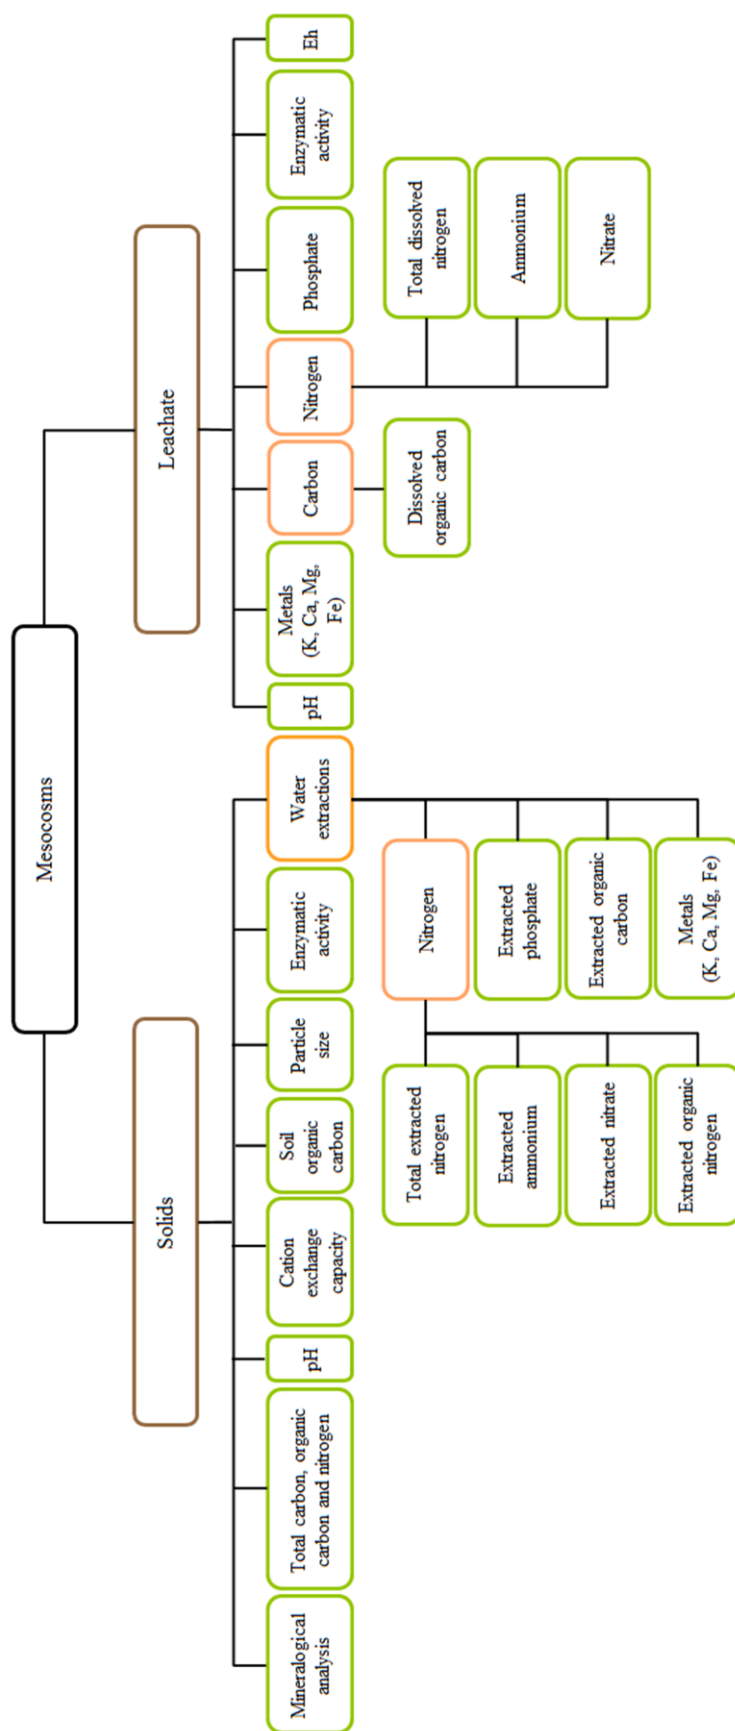 Mesocosms
Solids
Leachate
Mineralogical
analysis
Total carbon, organic
carbon and nitrogen
pH
Cation
exchange
capacity
Soil
organic
carbon
Particle
size
Enzymatic
activity
Water
extractions
pH
Metals
(K, Ca, Mg,
Fe)
Carbon
Nitrogen
Phosphate
Enzymatic
activity
Eh
Total extracted
nitrogen
Nitrogen
Dissolved
organic carbon
Total dissolved
nitrogen
Extracted
ammonium
Extracted
phosphate
Ammonium
Extracted nitrate
Extracted organic
carbon
Nitrate
Extracted organic
nitrogen
Metals
(K, Ca, Mg, Fe)